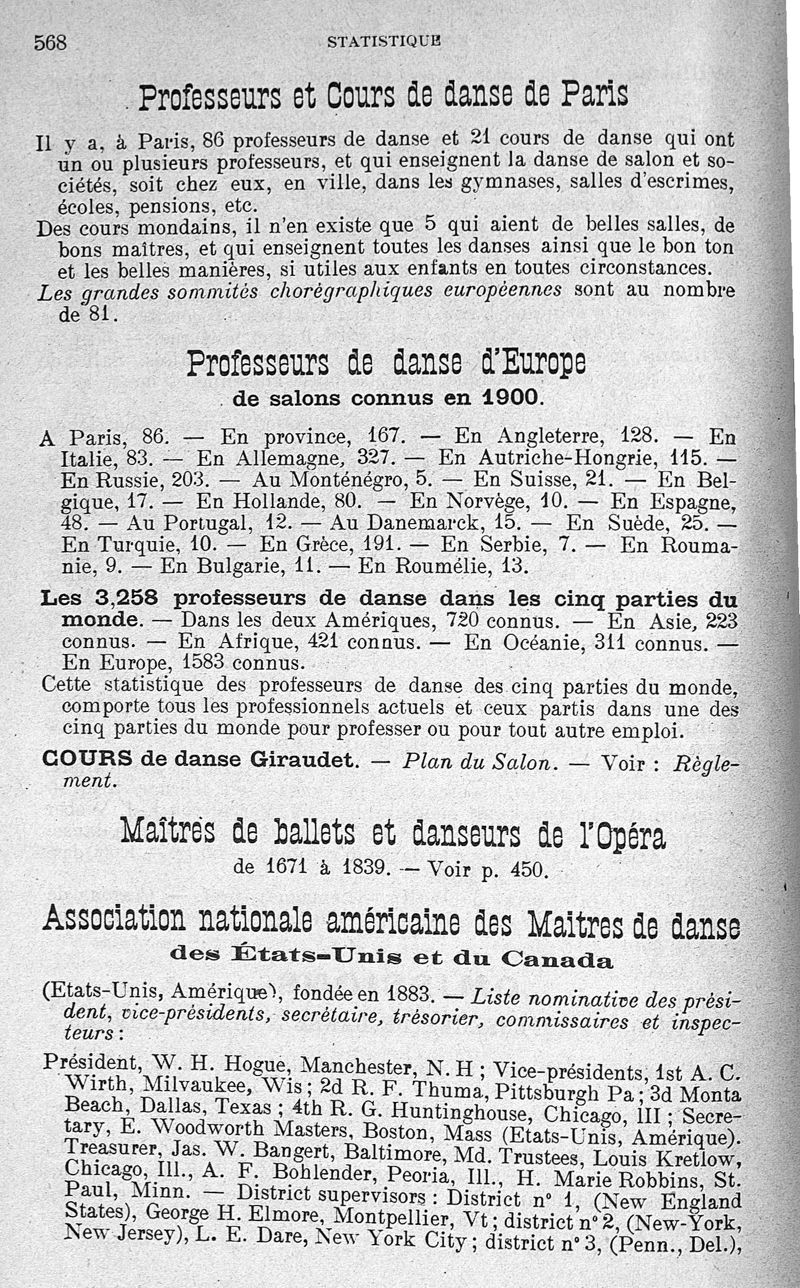 568
STATISTIQUE
Professeurs et Cours de danse de Paris
Il y a, à Paris, 86 professeurs de danse et 21 cours de danse qui ont
un ou plusieurs professeurs, et qui enseignent la danse de salon et so-
ciétés, soit chez eux, en ville, dans les gymnases, salles d'escrimes,
écoles, pensions, etc.
Des cours mondains, il n'en existe que 5 qui aient de belles salles, de
bons maîtres, et qui enseignent toutes les danses ainsi que le bon ton
et les belles manières, si utiles aux enfants en toutes circonstances.
Les grandes sommités chorégraphiques européennes sont au nombre
de 81.
Professeurs de danse d'Europe
de salons connus en 1900.
A Paris, 86. — En province, 167. — En Angleterre, 128. — En
Italie, 83. — En Allemagne, 327. — En Autriche-Hongrie, 115. —
En Russie, 203. — Au Monténégro, 5. — En Suisse, 21. — En Bel-
gique, 17. — En Hollande, 80. — En Norvège, 10. — En Espagne,
48. — Au Portugal, 12. — Au Danemarck, 15. — En Suède, 25. —
En Turquie, 10. — En Grèce, 191. — En Serbie, 7. — En Rouma-
nie, 9. — En Bulgarie, 11. — En Roumélie, 13.
Les 3,258 professeurs de danse dans les cinq parties du
monde. — Dans les deux Amériques, 720 connus. — En Asie, 223
connus. — En Afrique, 421 connus. — En Océanie, 311 connus. —
En Europe, 1583 connus.
Cette statistique des professeurs de danse des cinq parties du monde,
comporte tous les professionnels actuels et ceux partis dans une des
cinq parties du monde pour professer ou pour tout autre emploi.
COURS de danse Giraudet. — Plan du Salon. — Voir : Règle-
ment.
Maîtres de ballets et danseurs de l'Opéra
de 1671 à 1839. — Voir p. 450.
Association nationale américaine des Maitres de danse
des États-Unis et du Canada
(Etats-Unis, Amérique), fondée en 1883. — Liste nominative des prési-
dent, vice-présidents, secrétaire, trésorier, commissaires et inspec-
teurs :
Président, W. H. Hogue, Manchester, N. H ; Vice-présidents, 1st A. C.
Wirth, Milvaukee, Wis ; 2d R. F. Thuma, Pittsburgh Pa ; 3d Monta
Beach, Dallas, Texas ; 4th R. G. Huntinghouse, Chicago, Ill ; Secre-
tary, E. Woodworth Masters, Boston, Mass (Etats-Unis, Amérique).
Treasurer, Jas. W. Bangert, Baltimore, Md. Trustees, Louis Kretlow,
Chicago, Ill., A. F. Bohlender, Peoria, Ill., H. Marie Robbins, St.
Paul, Minn. — District supervisors : District n° 1, (New England
States), George H. Elmore, Montpellier, Vt ; district n° 2, (New-York,
New Jersey), L. E. Dare, New York City ; district n° 3, (Penn., Del.),